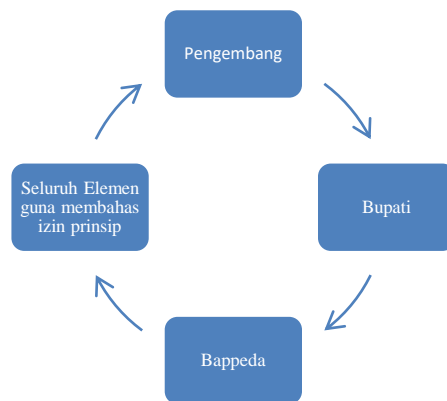 Pengembang
Bupati
Bappeda
Seluruh Elemen
guna membahas
izin prinsip